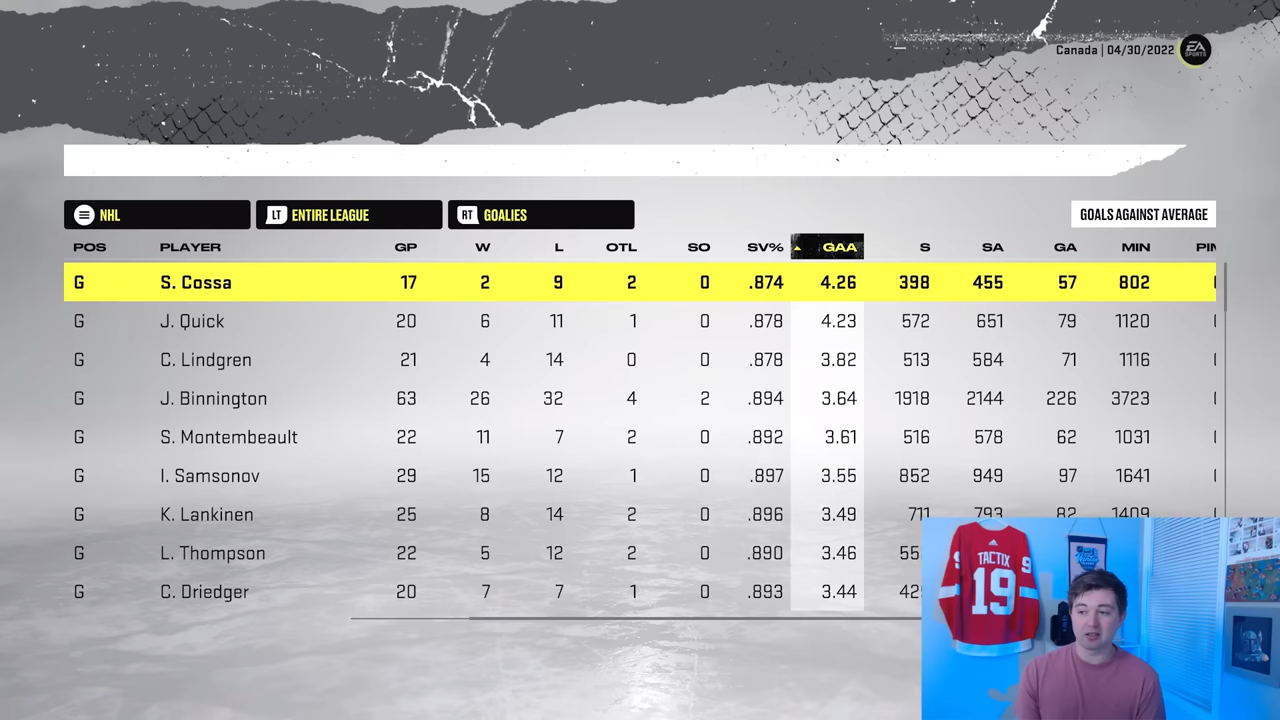 Canada | 04/30/2022 EA SPORTS
NHL LT ENTIRE LEAGUE RT GOALIES GOALS AGAINST AVERAGE
POS PLAYER GP W L OTL SO SV% GAA S SA GA MIN
G S. Cossa 17 2 9 2 0 .874 4.26 398 455 57 802
G J. Quick 20 6 11 1 0 .878 4.23 572 651 79 1120
G C. Lindgren 21 4 14 0 0 .878 3.82 513 584 71 1116
G J. Binnington 63 26 32 4 2 .894 3.64 1918 2144 226 3723
G S. Montembeault 22 11 7 2 0 .892 3.61 516 578 62 1031
G I. Samsonov 29 15 12 1 0 .897 3.55 852 949 97 1641
G K. Lankinen 25 8 14 2 0 .896 3.49 711 793 82 1409
G L. Thompson 22 5 12 2 0 .890 3.46
G C. Driedger 20 7 7 1 0 .893 3.44
TACTIX
19